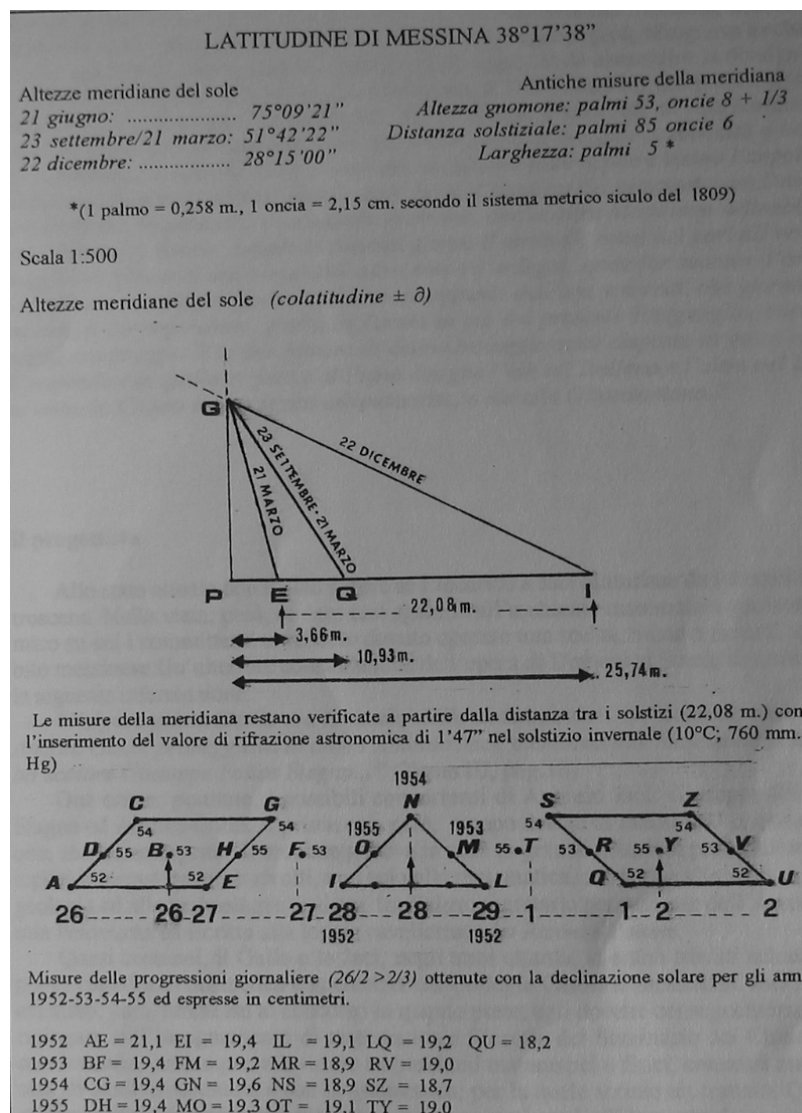 LATITUDINE DI MESSINA 38°17'38”
Altezze meridiane del sole
21 giugno: ..................... 75°09'21”
23 settembre/21 marzo: 51°42'22”
22 dicembre: .................. 28°15'00”
Antiche misure della meridiana
Altezza gnomone: palmi 53, oncie 8 + 1/3
Distanza solstiziale: palmi 85 oncie 6
Larghezza: palmi 5 *
*(1 palmo = 0,258 m., 1 oncia = 2,15 cm. secondo il sistema metrico siculo del 1809)
Scala 1:500
Altezze meridiane del sole (colatitudine ± ∂)
G
22 DICEMBRE
23 SETTEMBRE-21 MARZO
21 MARZO
P E Q I
22,08m.
3,66m.
10,93m.
25,74m.
Le misure della meridiana restano verificate a partire dalla distanza tra i solstizi (22,08 m.) con
l'inserimento del valore di rifrazione astronomica di 1'47” nel solstizio invernale (10°C; 760 mm.
Hg)
1954
C G N S Z
54 54 1955 1953 54 54
D 55 B 53 H 55 F 53 O M 55 T 53 R 55 Y 53 V
A 52 52 E I L Q 52 52 U
26 26-27 27-28 28 29-1 1-2 2
1952 1952
Misure delle progressioni giornaliere (26/2 >2/3) ottenute con la declinazione solare per gli ann
1952-53-54-55 ed espresse in centimetri.
1952 AE = 21,1 EI = 19,4 IL = 19,1 LQ = 19,2 QU = 18,2
1953 BF = 19,4 FM = 19,2 MR = 18,9 RV = 19,0
1954 CG = 19,4 GN = 19,6 NS = 18,9 SZ = 18,7
1955 DH = 19,4 MO = 19,3 OT = 19,1 TY = 19,0